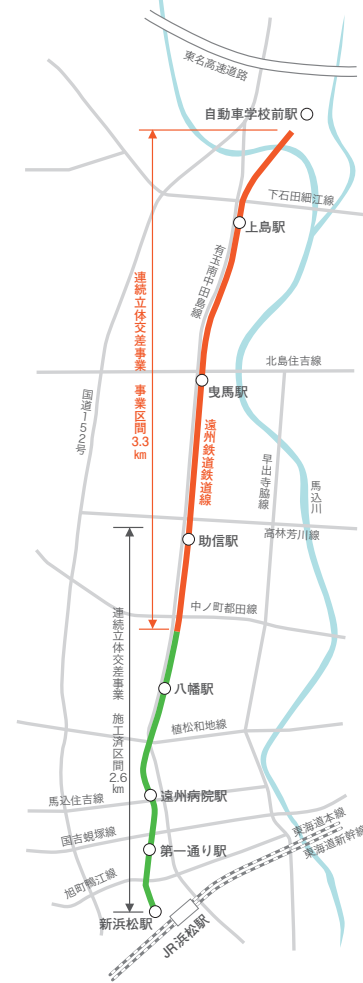 東名高速道路
自動車学校前駅
下石田細江線
上島駅
有玉南中田島線
連続立体交差事業 事業区間
3.3
km
北島住吉線
曳馬駅
国道152号
遠州鉄道鉄道線
早出寺脇線
馬込川
高林芳川線
助信駅
中ノ町都田線
連続立体交差事業 施工済区間
2.6
km
八幡駅
植松和地線
馬込住吉線
遠州病院駅
国吉蜆塚線
第一通り駅
東海道本線
東海道新幹線
旭町鴨江線
新浜松駅
JR浜松駅